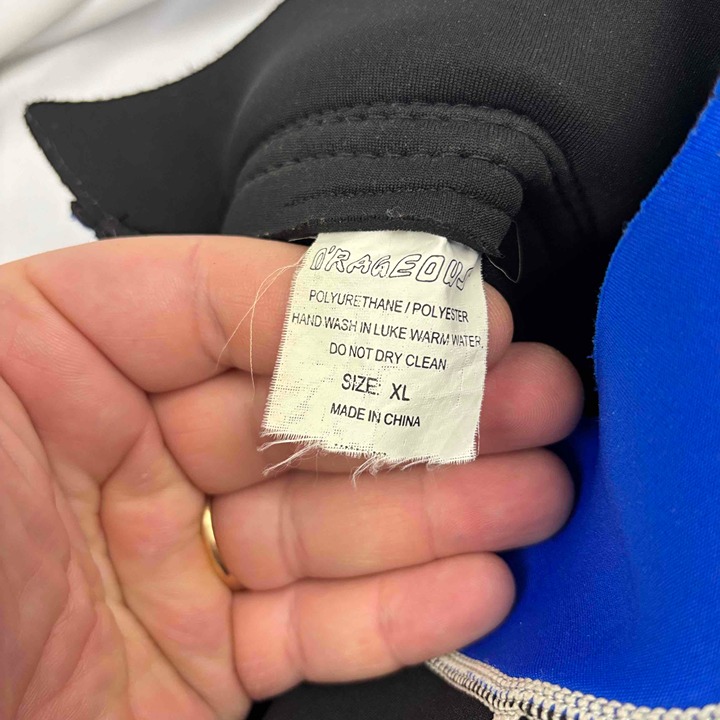 O'RAGEOUS
POLYURETHANE / POLYESTER
HAND WASH IN LUKE WARM WATER
DO NOT DRY CLEAN
SIZE: XL
MADE IN CHINA